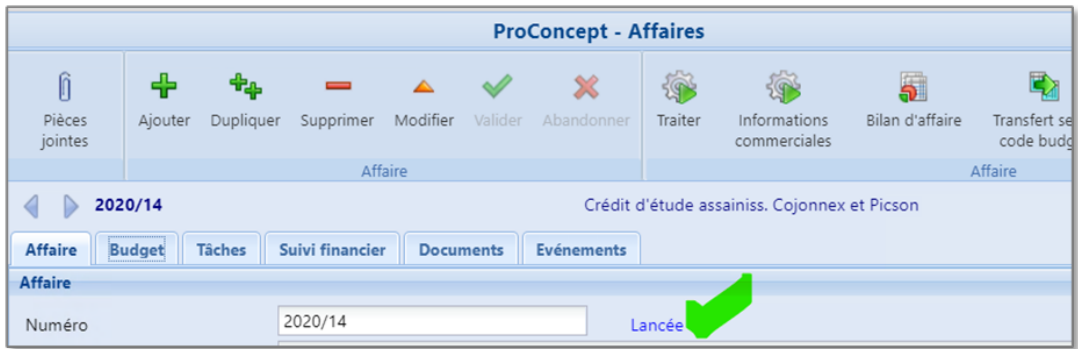 ProConcept - Affaires
Pièces jointes
Ajouter
Dupliquer
Supprimer
Modifier
Valider
Abandonner
Traiter
Informations commerciales
Bilan d'affaire
Transfert se
code budg
Affaire
Affaire
2020/14
Crédit d'étude assainiss. Cojonnex et Picson
Affaire
Budget
Tâches
Suivi financier
Documents
Evénements
Affaire
Numéro
2020/14
Lancée